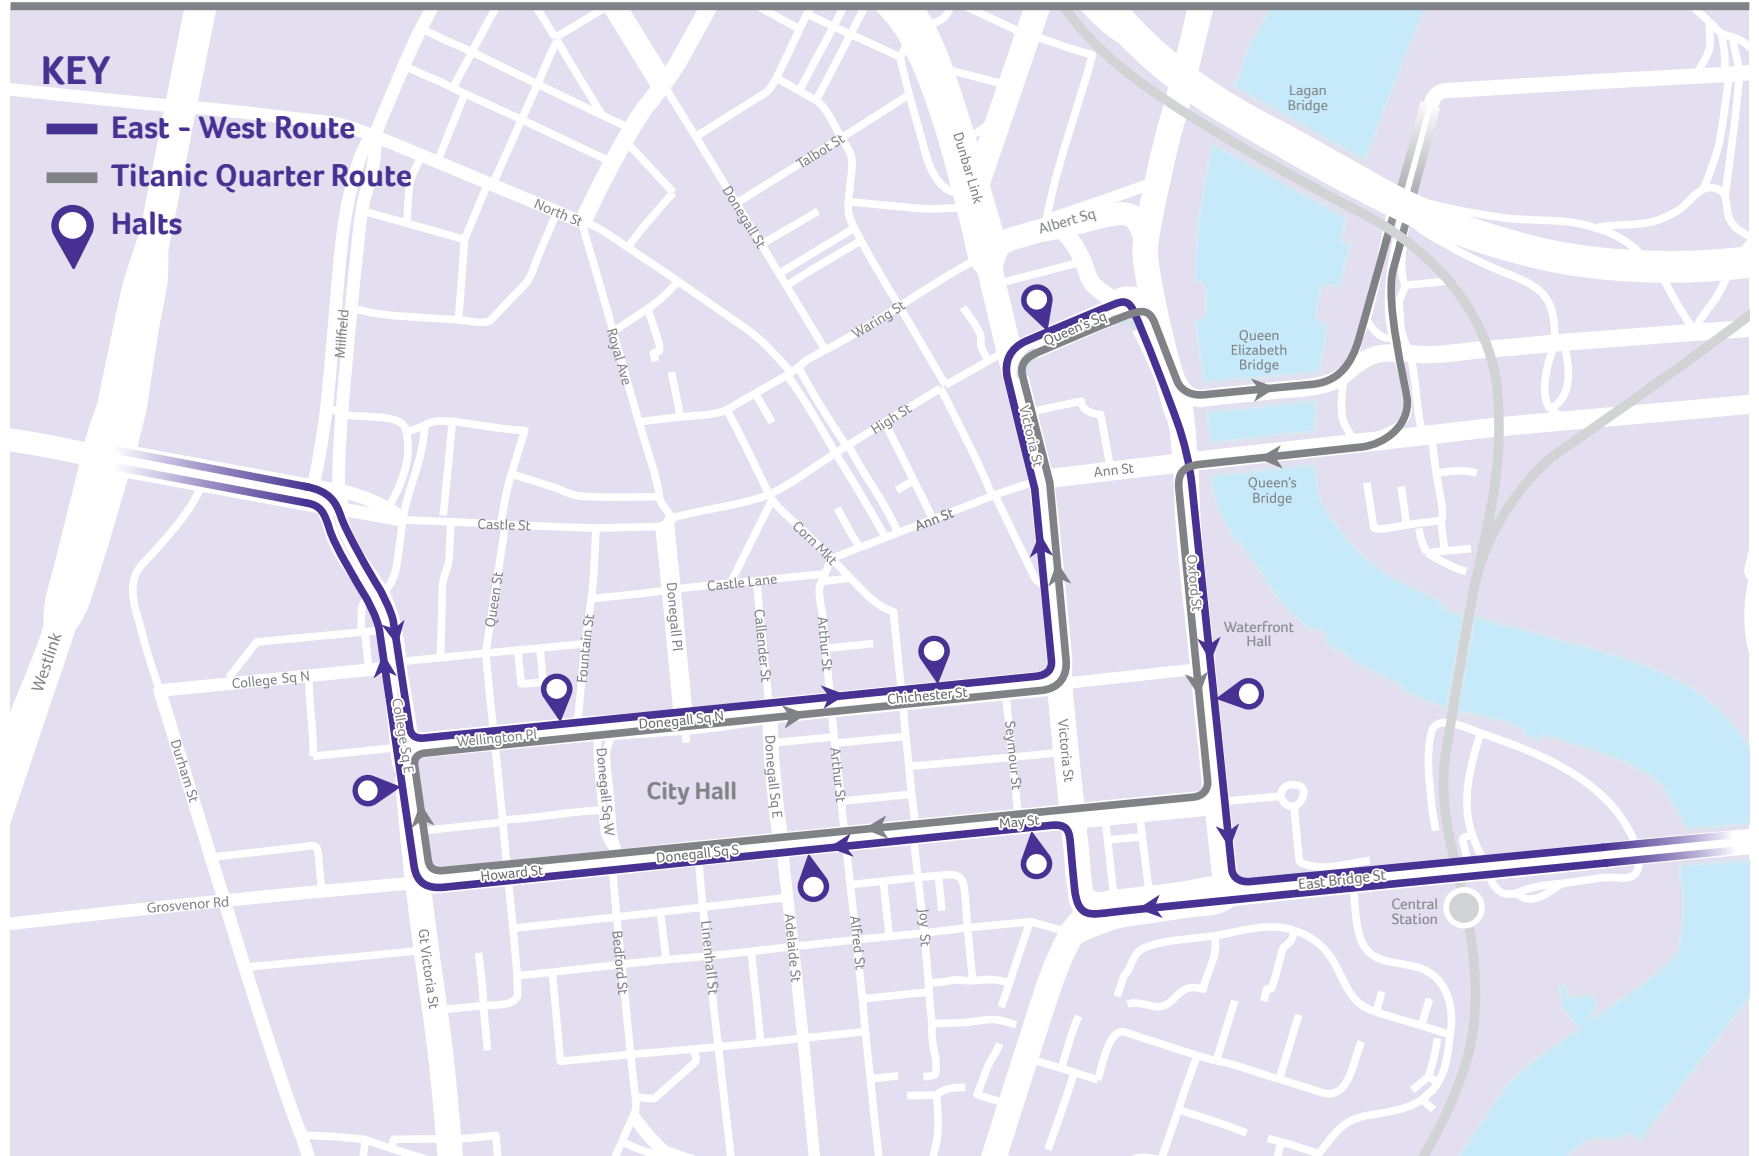 KEY
East - West Route
Titanic Quarter Route
Halts
Lagan
Bridge
Talbot St
Dunbar Link
North St
Donegall St
Albert Sq
Millfield
Royal Ave
Waring St
Queen's Sq
Queen
Elizabeth
Bridge
High St
Victoria St
Ann St
Queen's
Bridge
Castle St
Ann St
Corn Mkt
Queen St
Castle Lane
Oxford St
Donegall Pl
Callender St
Arthur St
Fountain St
Waterfront
Hall
Westlink
College Sq N
College Sq E
Chichester St
Donegall Sq N
Wellington Pl
Durham St
Donegall Sq W
City Hall
Donegall Sq E
Arthur St
Seymour St
Victoria St
May St
Donegall Sq S
Howard St
East Bridge St
Grosvenor Rd
Central
Station
Gt Victoria St
Bedford St
Linenhall St
Adelaide St
Alfred St
Joy St